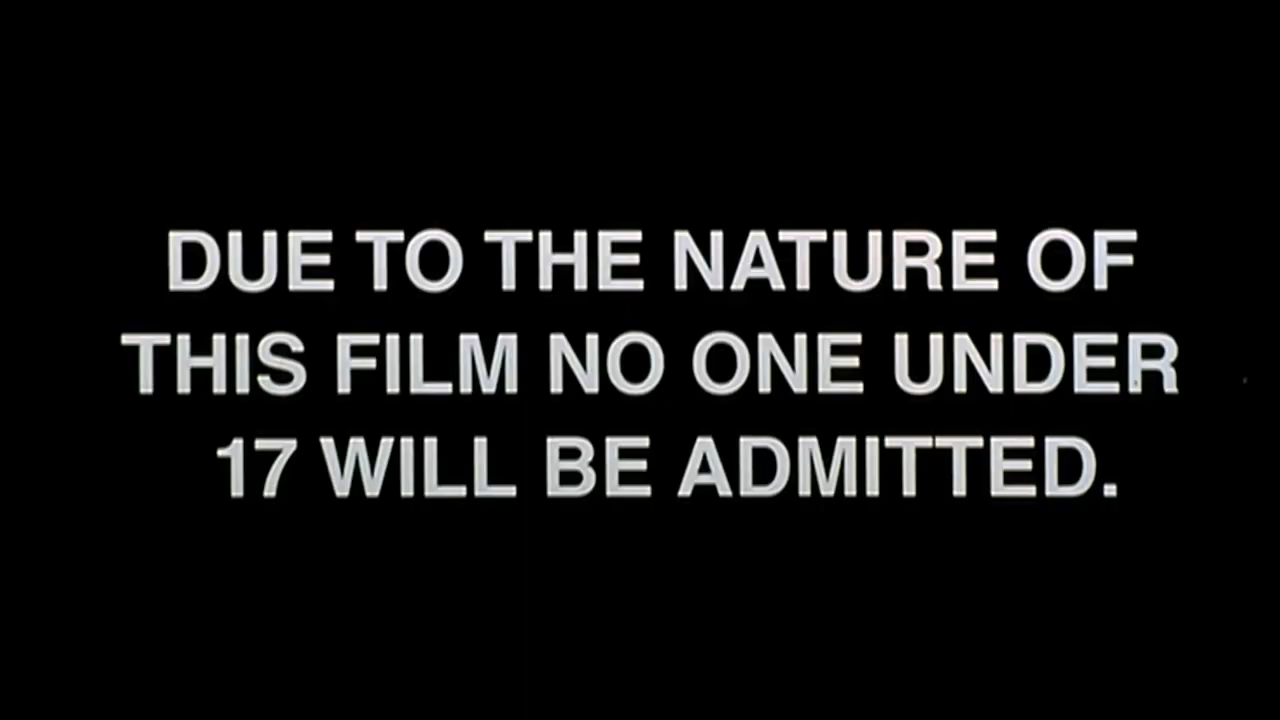 DUE TO THE NATURE OF
THIS FILM NO ONE UNDER
17 WILL BE ADMITTED.